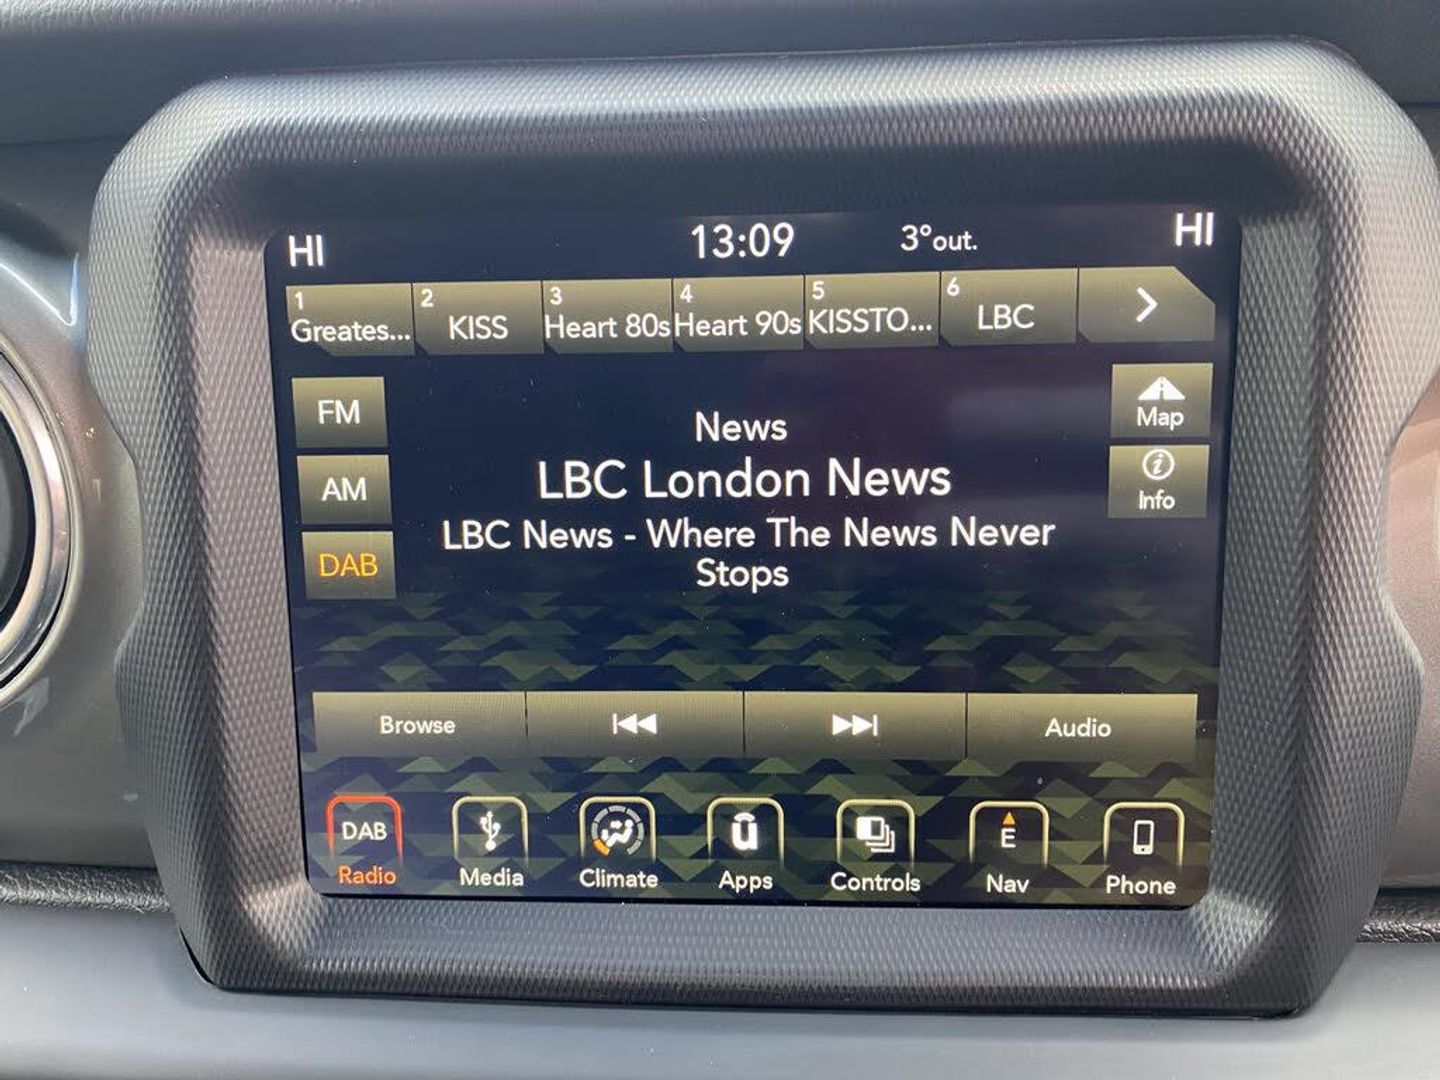 HI 13:09 3°out. HI
1 2 3 4 5 6
Greates... KISS Heart 80s Heart 90s KISSTO... LBC
FM
AM
DAB
News
LBC London News
LBC News - Where The News Never
Stops
Map
Info
Browse Audio
DAB E
Radio Media Climate Apps Controls Nav Phone